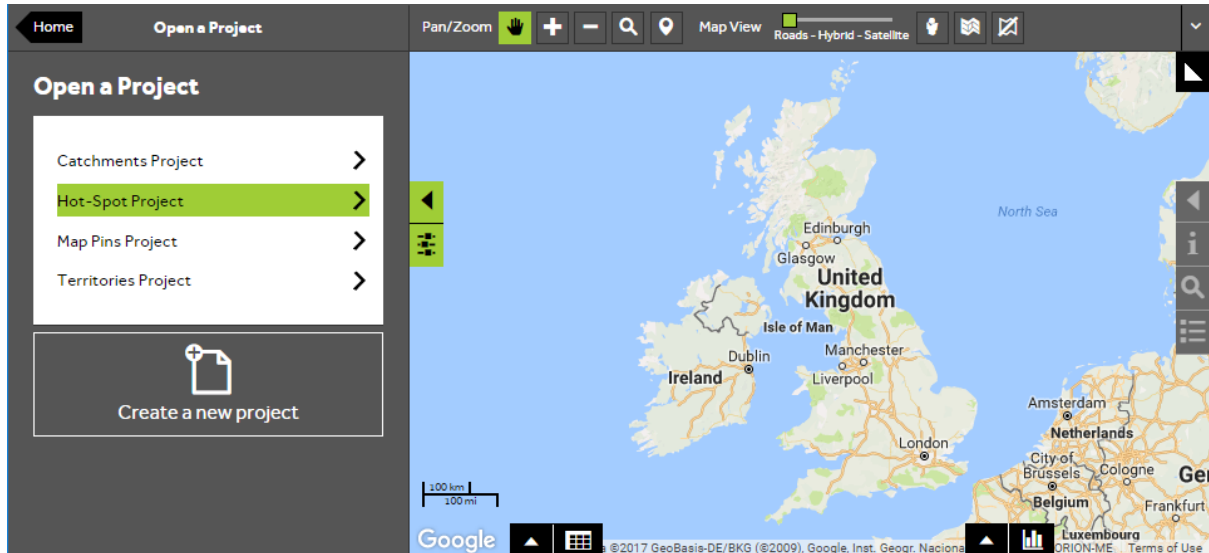 Home
Open a Project
Pan/Zoom
Map View
Roads - Hybrid - Satellite
Open a Project
Catchments Project
Hot-Spot Project
Map Pins Project
Territories Project
Create a new project
North Sea
Edinburgh
Glasgow
United
Kingdom
Isle of Man
Dublin
Manchester
Ireland
Liverpool
Amsterdam
Netherlands
London
City of
Brussels
Cologne
Ger
Belgium
Frankfurt
Luxembourg
100 km
100 mi
Google
©2017 GeoBasis-DE/BKG (©2009), Google, Inst. Geogr. Naciona
ORION-ME
Terms of Use